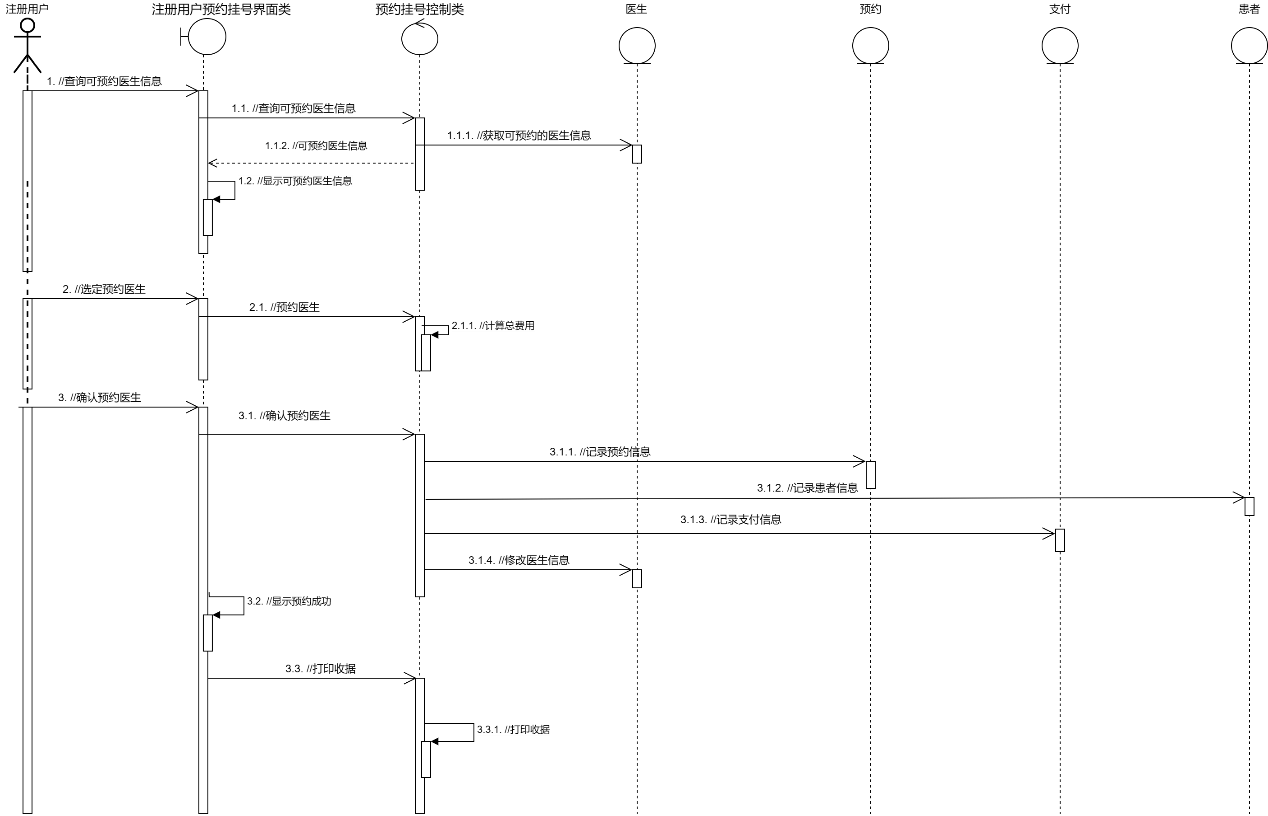 注册用户
注册用户预约挂号界面类
预约挂号控制类
医生
预约
支付
患者
1. //查询可预约医生信息
1.1. //查询可预约医生信息
1.1.1. //获取可预约的医生信息
1.1.2. //可预约医生信息
1.2. //显示可预约医生信息
2. //选定预约医生
2.1. //预约医生
2.1.1. //计算总费用
3. //确认预约医生
3.1. //确认预约医生
3.1.1. //记录预约信息
3.1.2. //记录患者信息
3.1.3. //记录支付信息
3.1.4. //修改医生信息
3.2. //显示预约成功
3.3. //打印收据
3.3.1. //打印收据